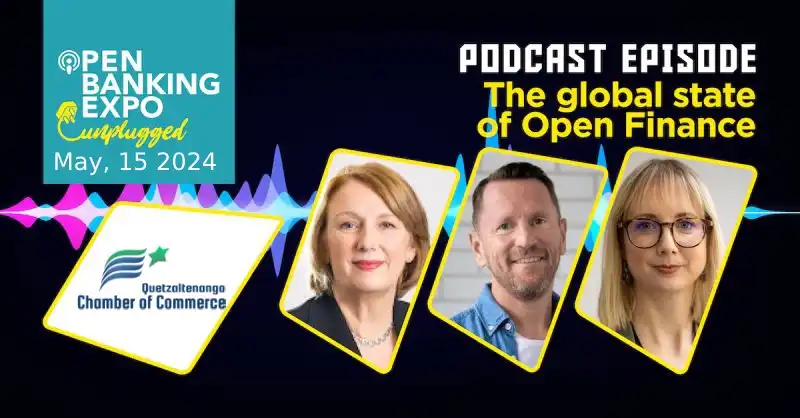 OPEN
BANKING
EXPO
unplugged
May, 15 2024
PODCAST EPISODE
The global state
of Open Finance
Quetzaltenango
Chamber of Commerce